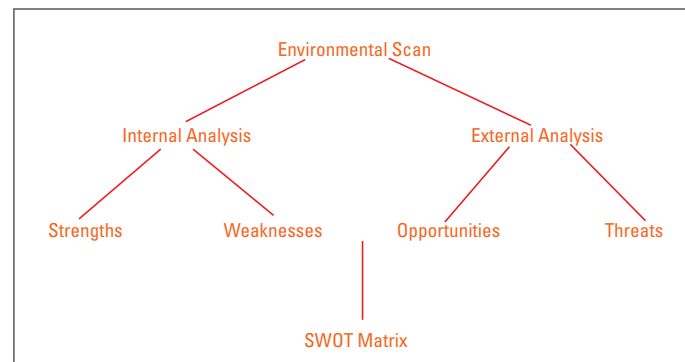 Environmental Scan
Internal Analysis
External Analysis
Strengths
Weaknesses
Opportunities
Threats
SWOT Matrix